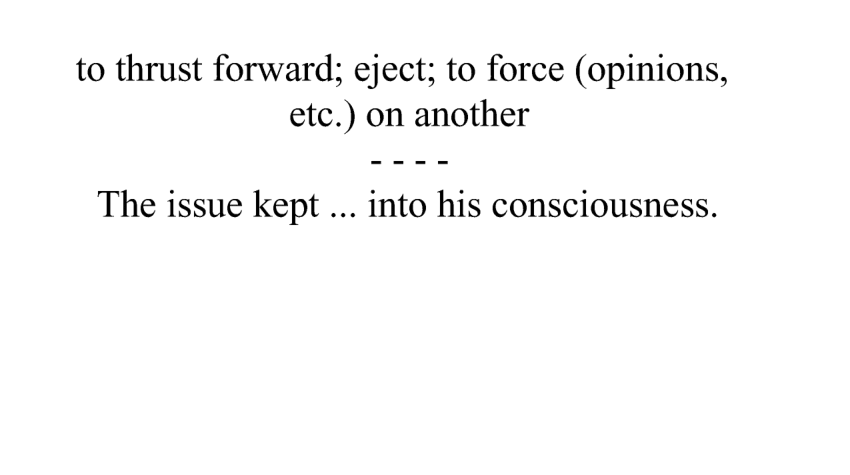 to thrust forward; eject; to force (opinions,
etc.) on another
- - - -
The issue kept ... into his consciousness.